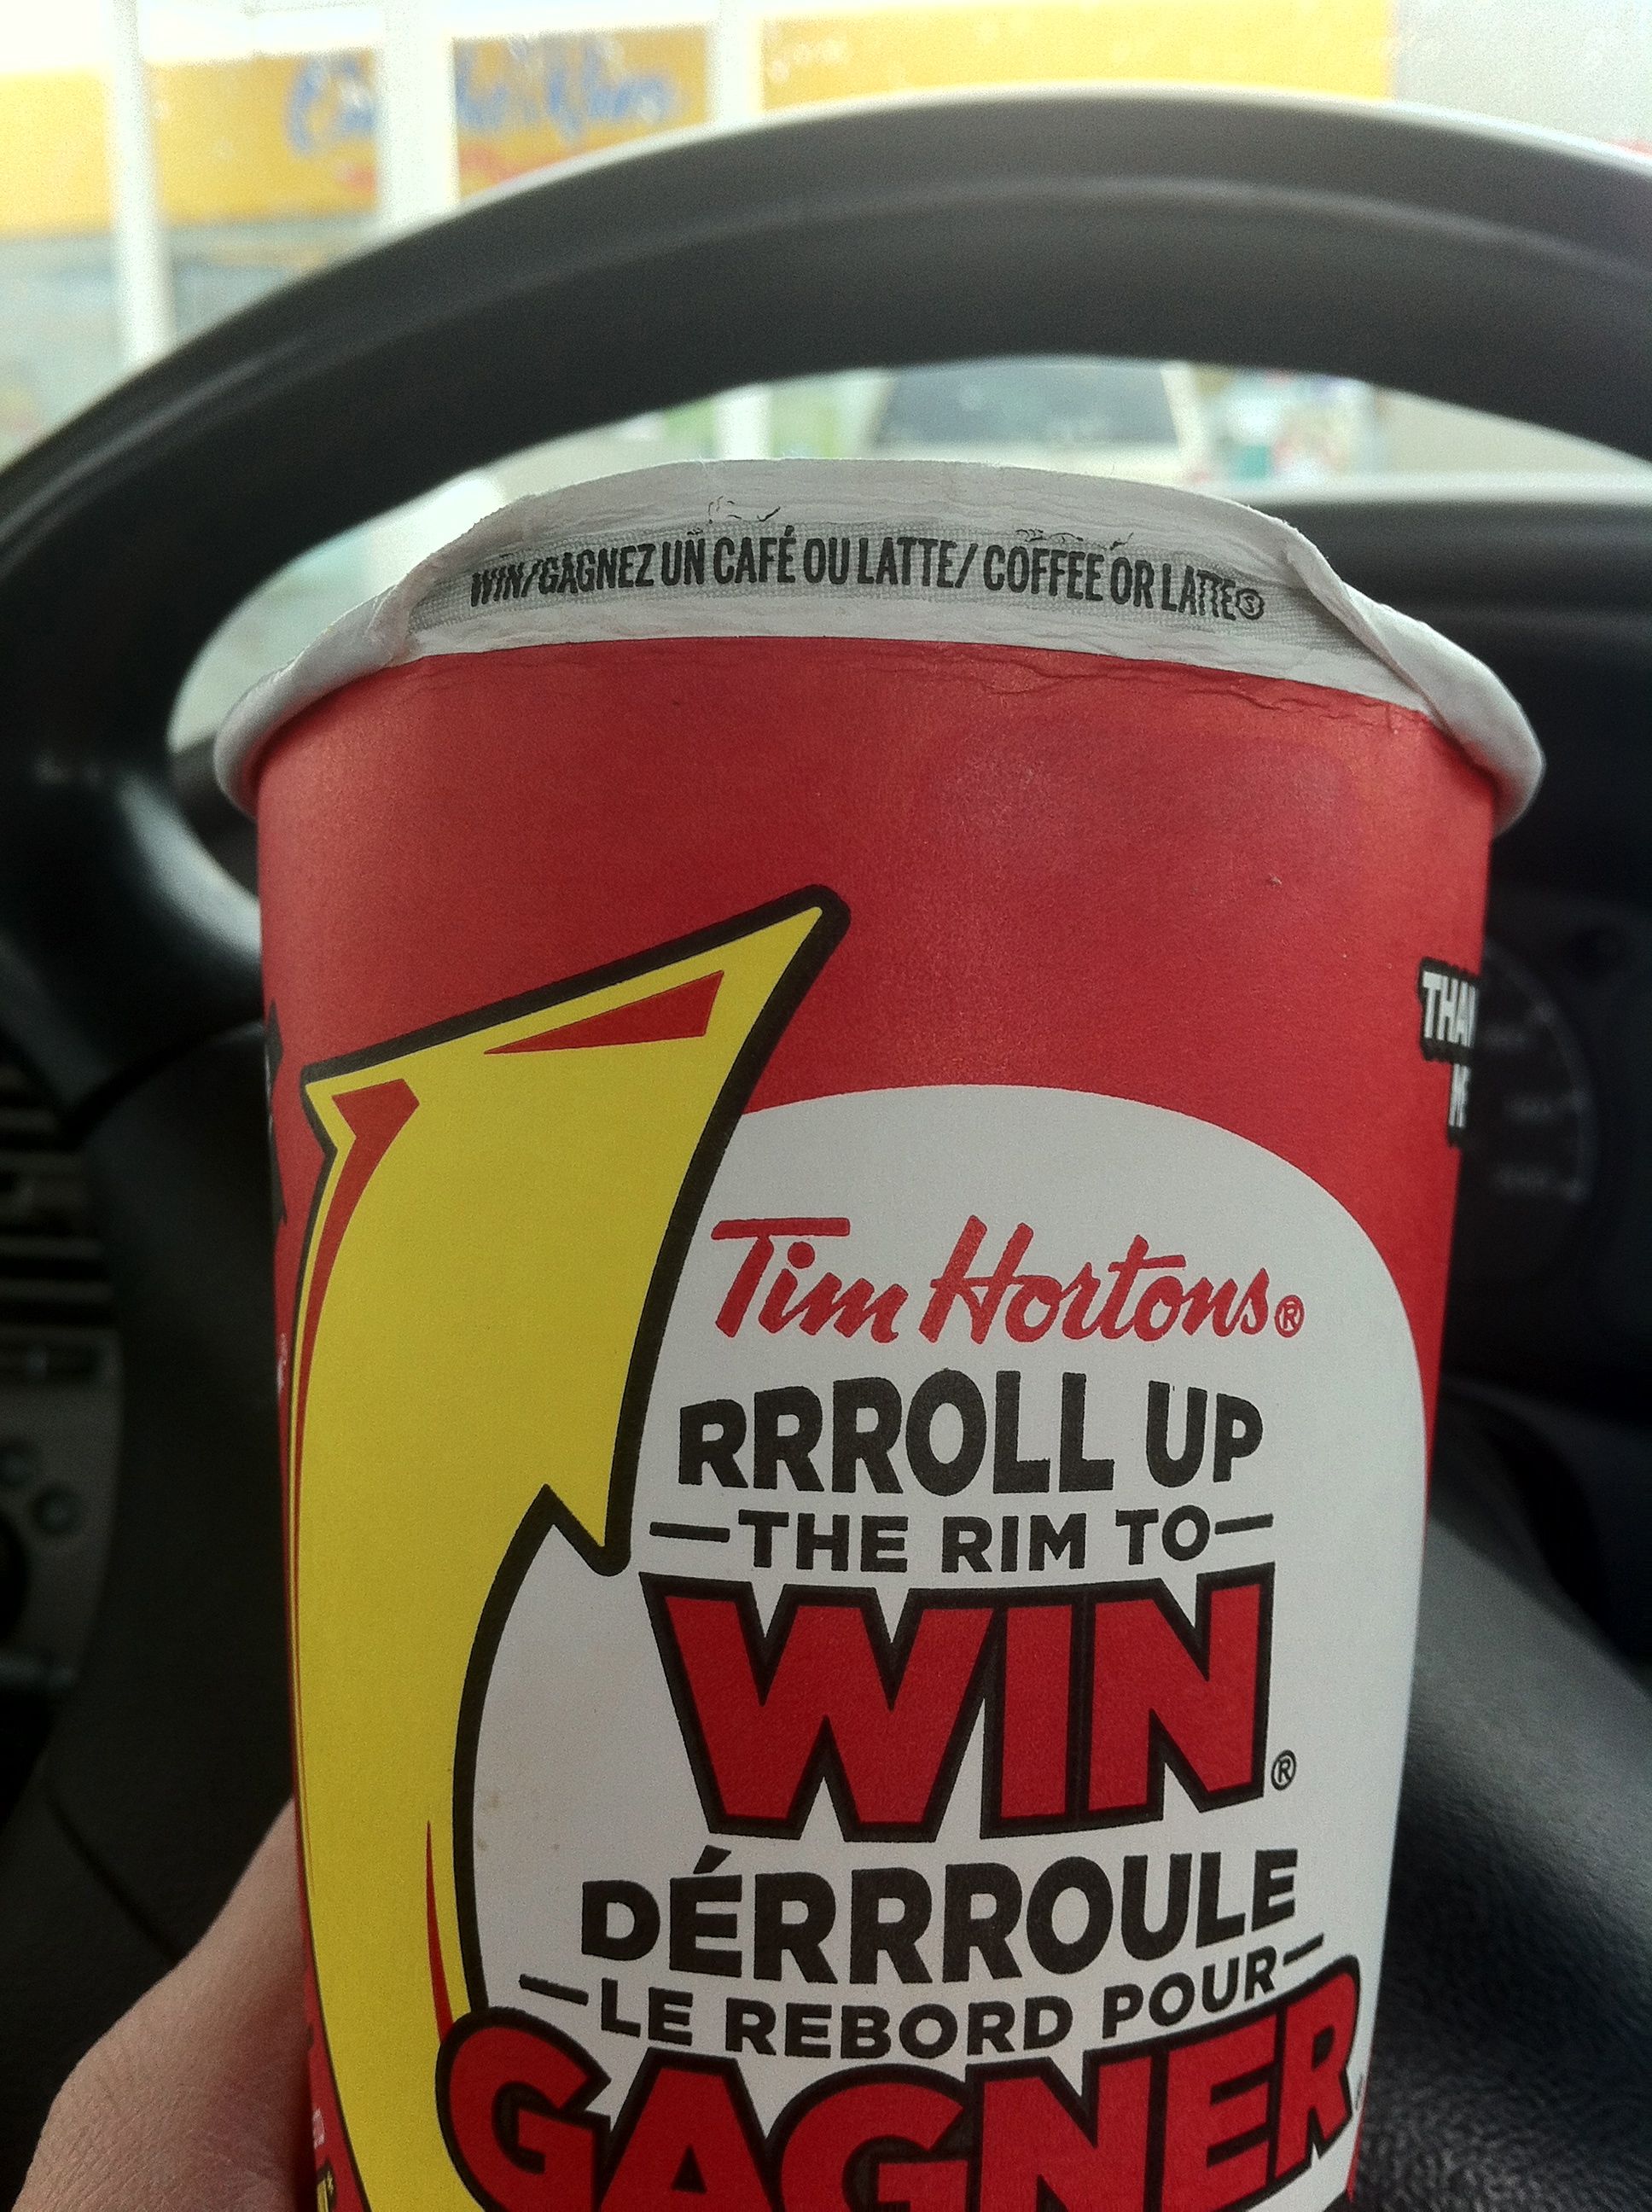 WIN/GAGNEZ UN CAFÉ OU LATTE/ COFFEE OR LATTE Ⓢ
Tim Hortons®
RRROLL UP
—THE RIM TO—
WIN®
DÉRRROULE
—LE REBORD POUR—
GAGNER